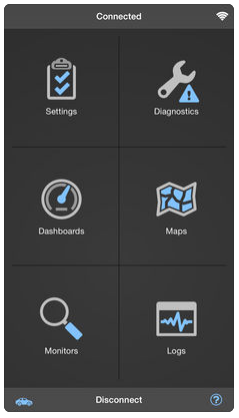 Connected
Settings
Diagnostics
Dashboards
Maps
Monitors
Logs
Disconnect
?